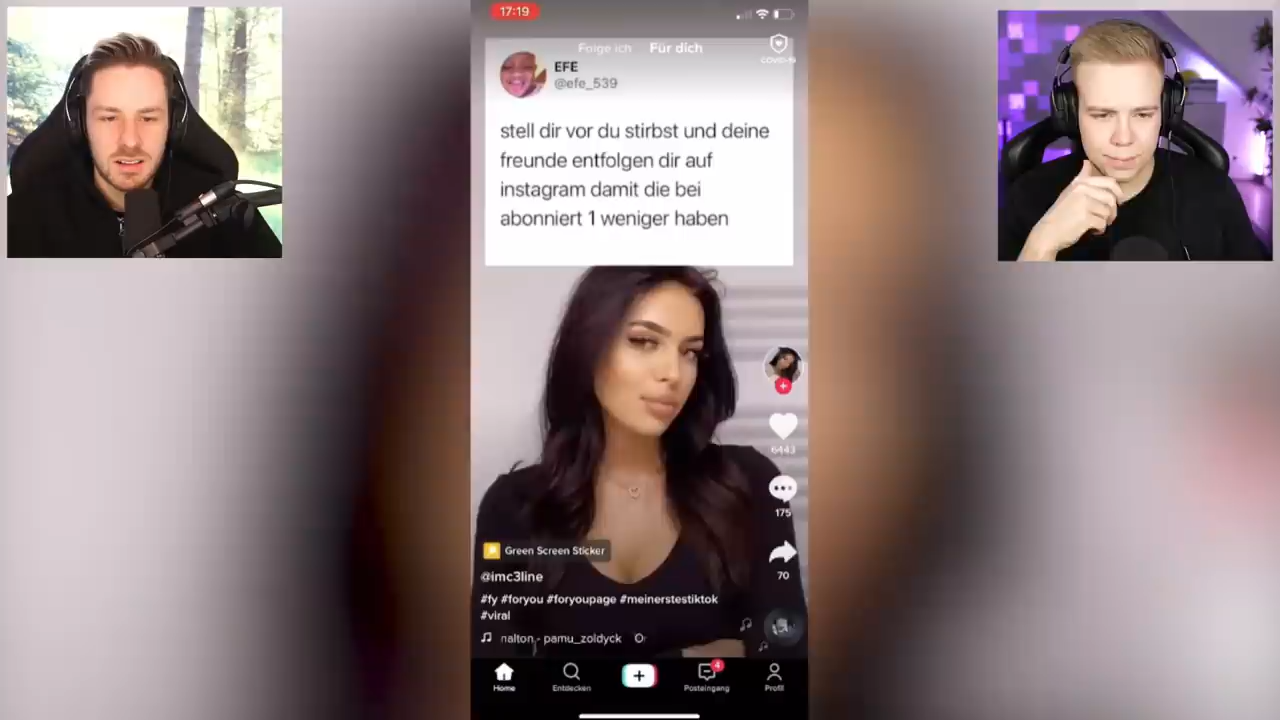 17:19
Folge ich Für dich
COVID-19
EFE
@efe_539
stell dir vor du stirbst und deine
freunde entfolgen dir auf
instagram damit die bei
abonniert 1 weniger haben
6443
175
70
Green Screen Sticker
@imc3line
#fy #foryou #foryoupage #meinerstestiktok
#viral
nalton - pamu_zoldyck
4
Home Entdecken Posteingang Profil